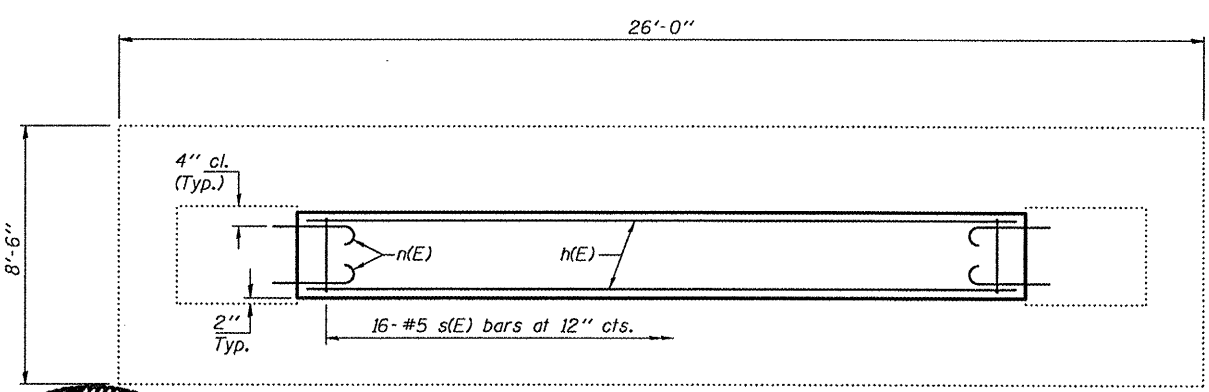 26'-0"
4" cl.
(Typ.)
8'-6"
n(E)
h(E)
2"
Typ.
16- #5 s(E) bars at 12" cts.